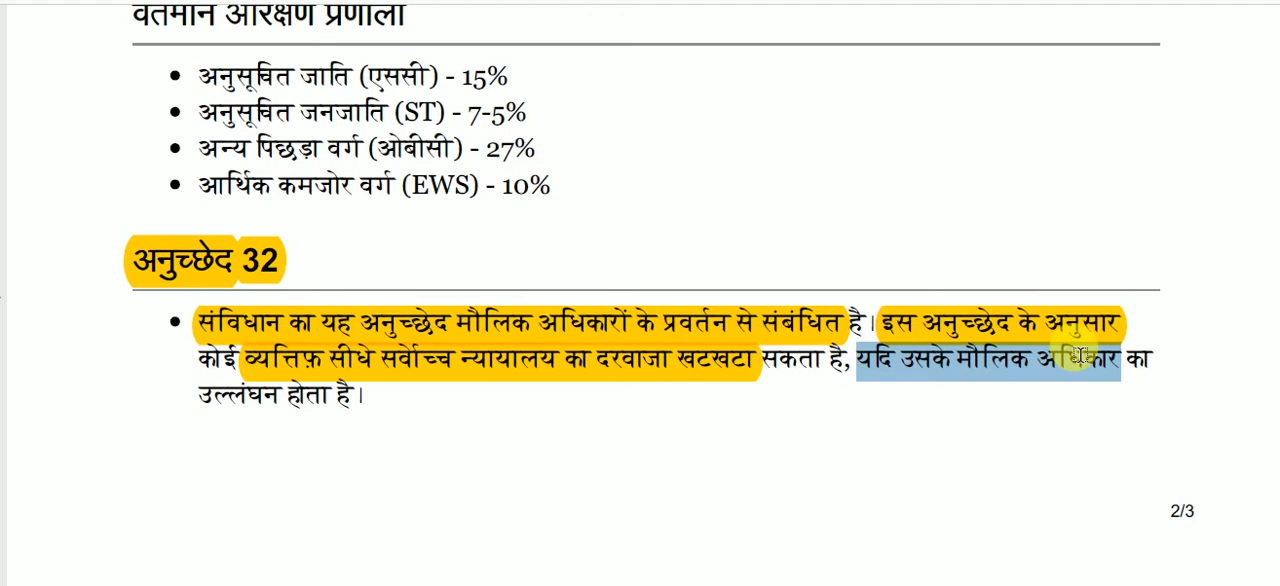 वर्तमान आरक्षण प्रणाली
• अनुसूचित जाति (एससी) - 15%
• अनुसूचित जनजाति (ST) - 7-5%
• अन्य पिछड़ा वर्ग (ओबीसी) - 27%
• आर्थिक कमजोर वर्ग (EWS) - 10%
अनुच्छेद 32
• संविधान का यह अनुच्छेद मौलिक अधिकारों के प्रवर्तन से संबंधित है। इस अनुच्छेद के अनुसार
कोई व्यत्तिफ़ सीधे सर्वोच्च न्यायालय का दरवाजा खटखटा सकता है, यदि उसके मौलिक अधिकार का
उल्लंघन होता है।
2/3